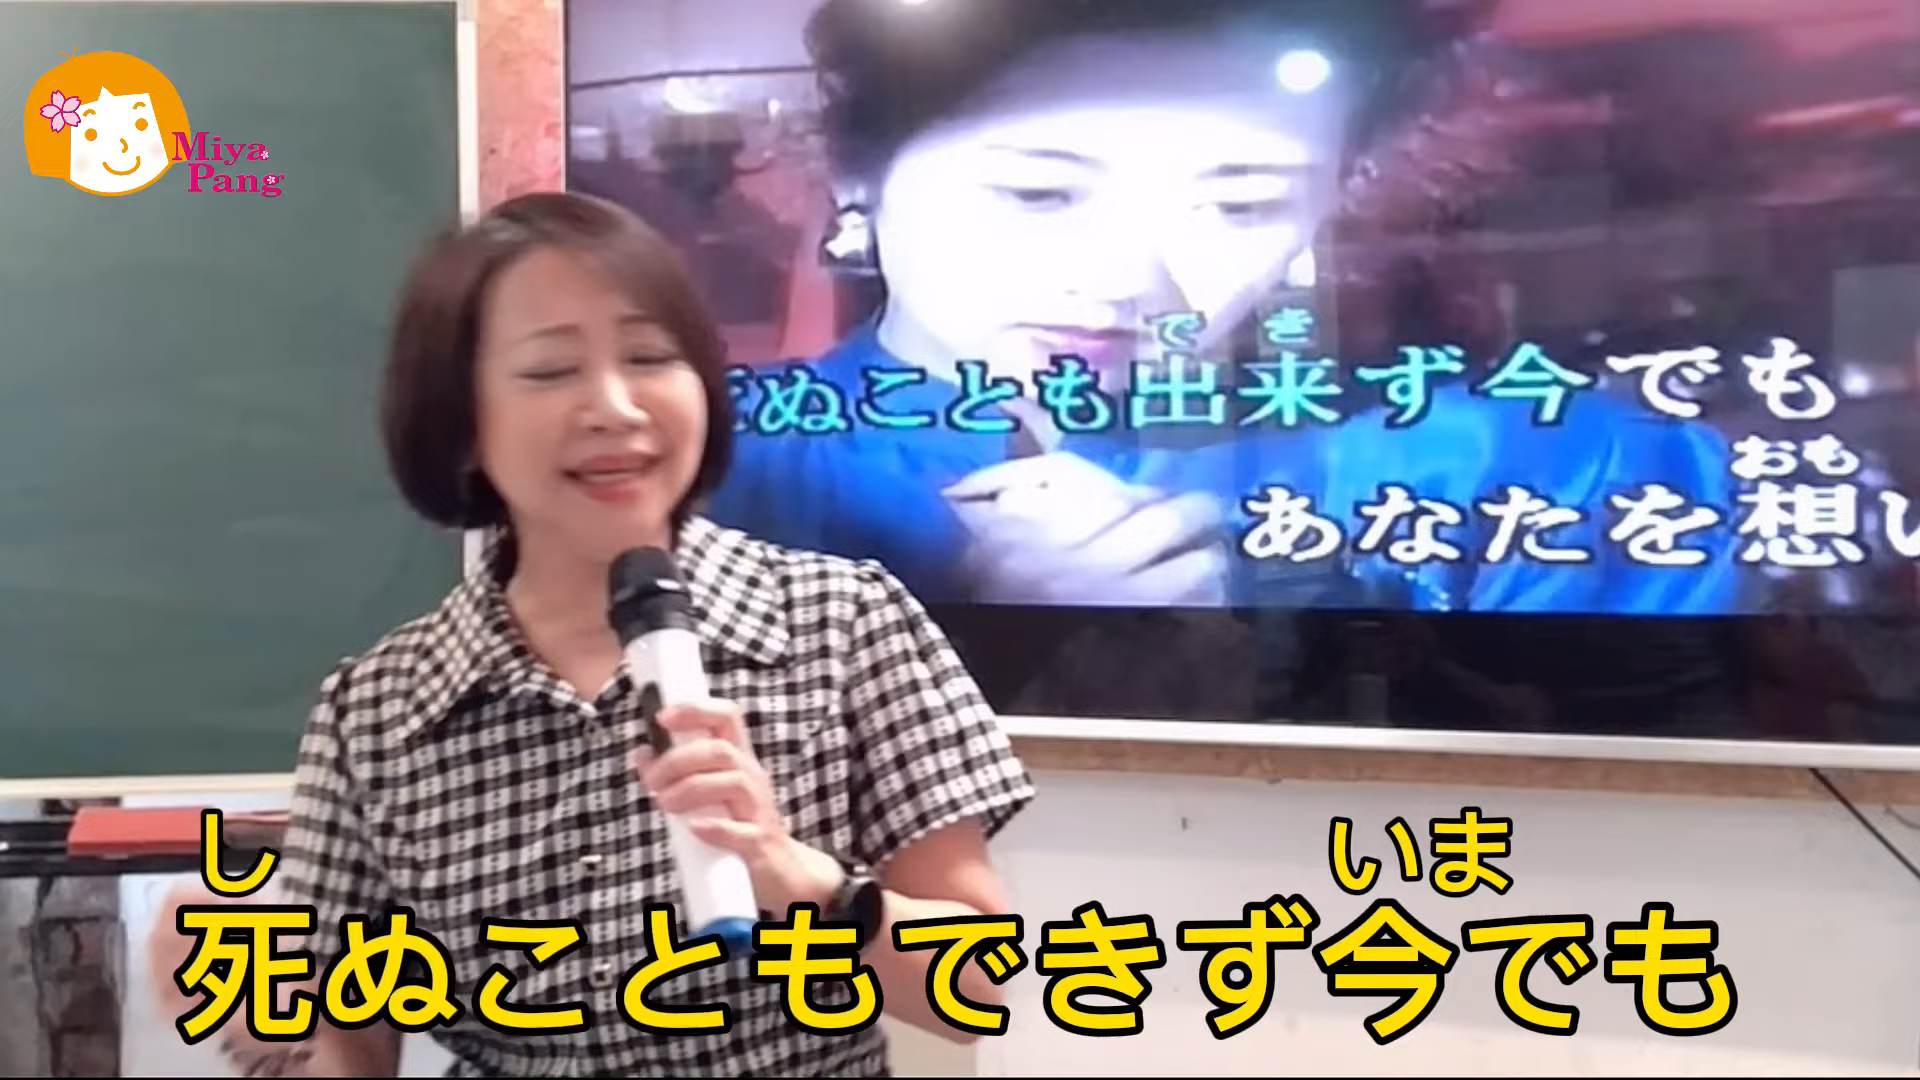 Miya
Pang
でき
ぬことも出来ず今でも
おも
あなたを想い
し
いま
死ぬこともできず今でも